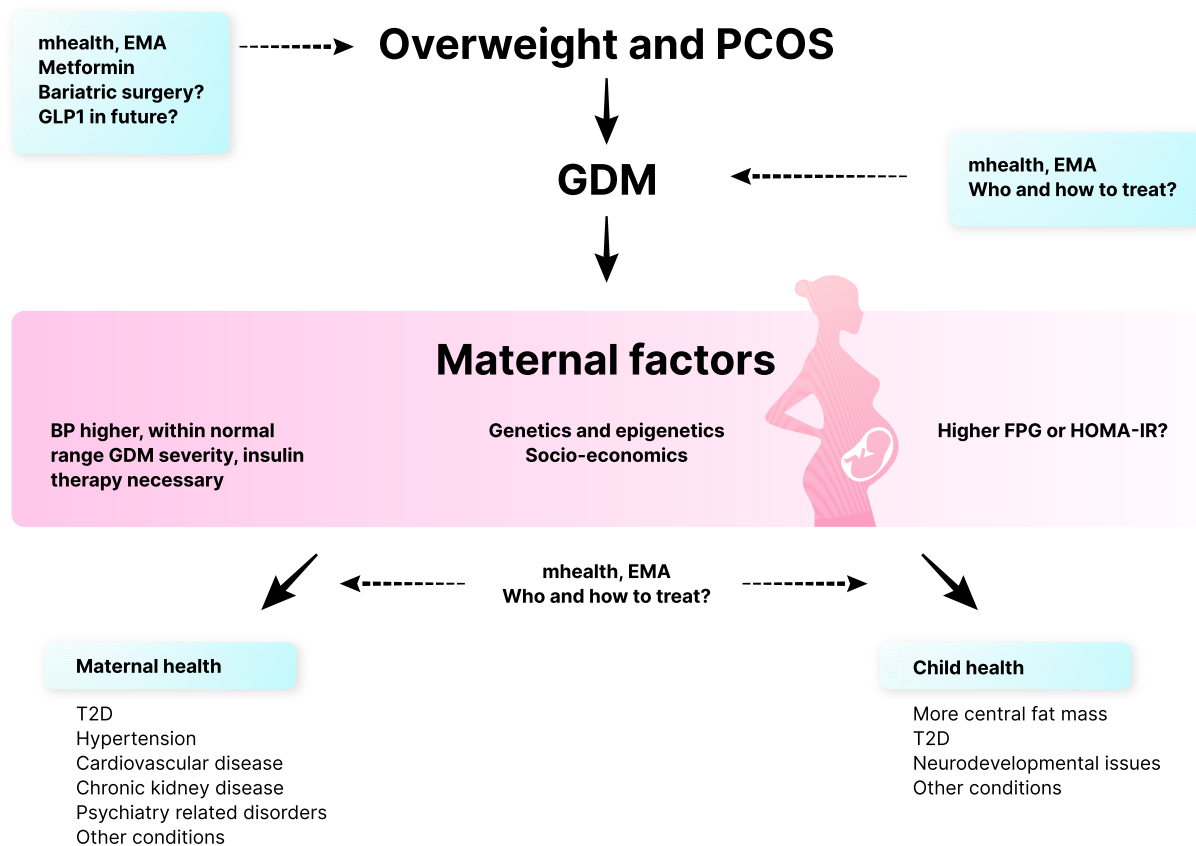 mhealth, EMA
Metformin
Bariatric surgery?
GLP1 in future?
Overweight and PCOS
GDM
mhealth, EMA
Who and how to treat?
Maternal factors
BP higher, within normal
range GDM severity, insulin
therapy necessary
Genetics and epigenetics
Socio-economics
Higher FPG or HOMA-IR?
mhealth, EMA
Who and how to treat?
Maternal health
T2D
Hypertension
Cardiovascular disease
Chronic kidney disease
Psychiatry related disorders
Other conditions
Child health
More central fat mass
T2D
Neurodevelopmental issues
Other conditions